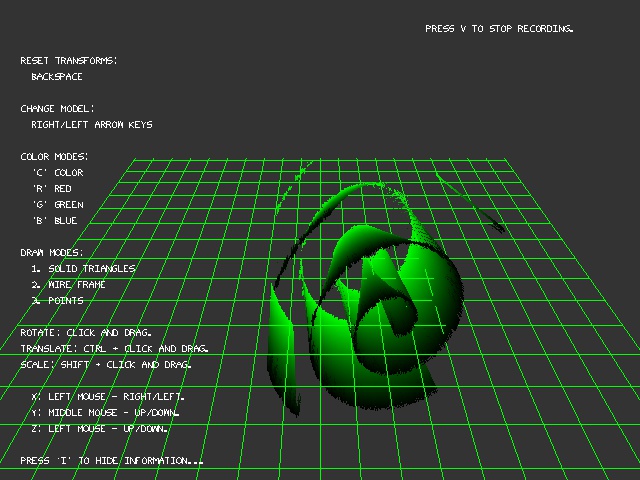 PRESS V TO STOP RECORDING.
RESET TRANSFORMS:
BACKSPACE
CHANGE MODEL:
RIGHT/LEFT ARROW KEYS
COLOR MODES:
'C' COLOR
'R' RED
'G' GREEN
'B' BLUE
DRAW MODES:
1. SOLID TRIANGLES
2. WIRE FRAME
3. POINTS
ROTATE: CLICK AND DRAG.
TRANSLATE: CTRL + CLICK AND DRAG.
SCALE: SHIFT + CLICK AND DRAG.
X: LEFT MOUSE - RIGHT/LEFT.
Y: MIDDLE MOUSE - UP/DOWN.
Z: LEFT MOUSE - UP/DOWN.
PRESS 'I' TO HIDE INFORMATION...